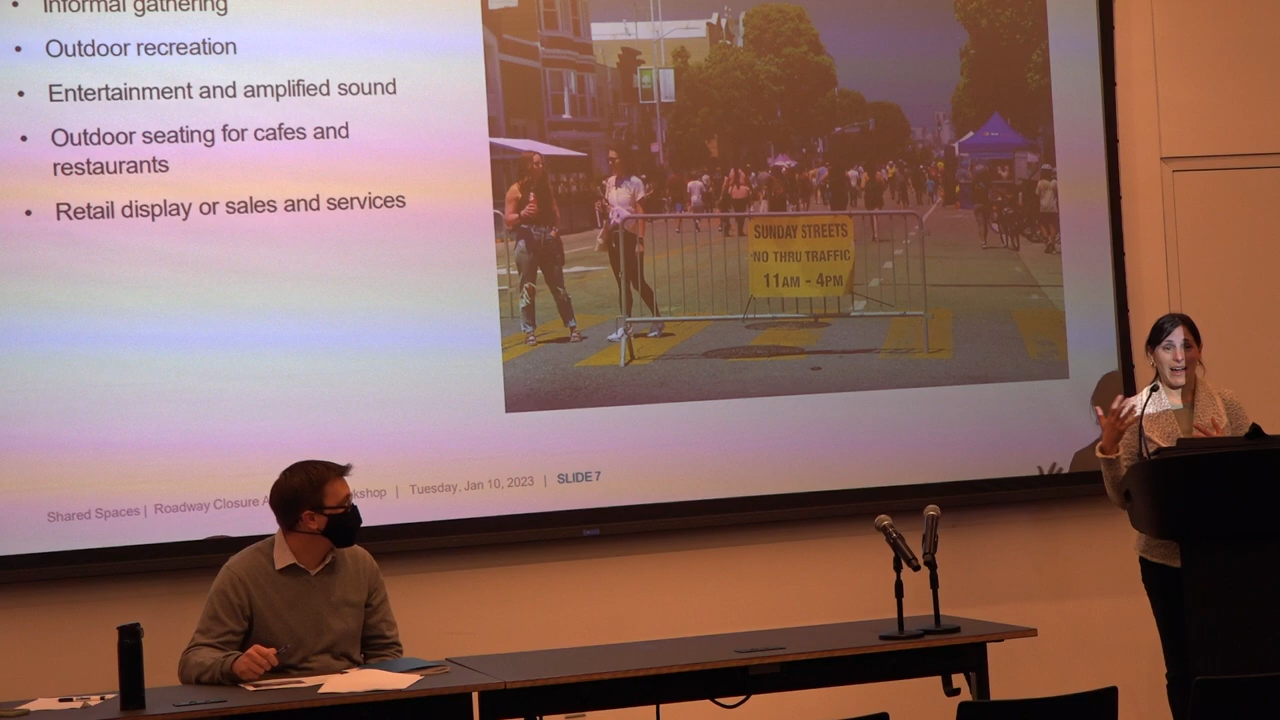 Informal gathering
• Outdoor recreation
• Entertainment and amplified sound
• Outdoor seating for cafes and
restaurants
• Retail display or sales and services
SUNDAY STREETS
NO THRU TRAFFIC
11AM - 4PM
Shared Spaces | Roadway Closure | Tuesday, Jan 10, 2023 | SLIDE 7